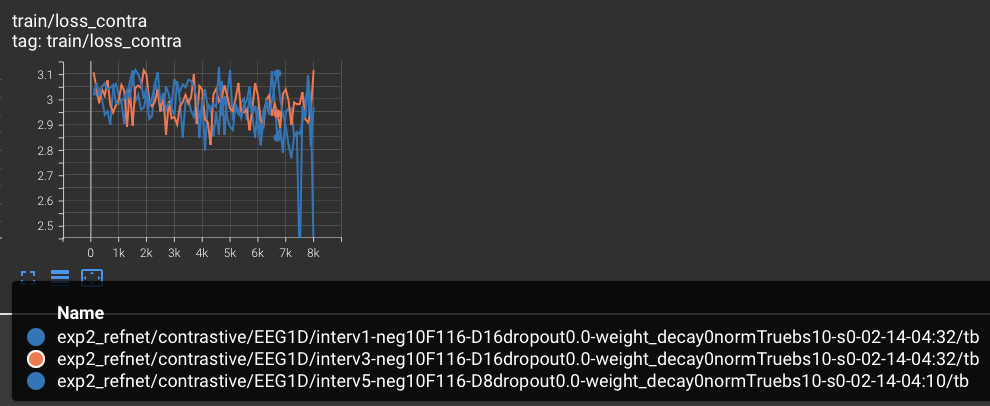 train/loss_contra
tag: train/loss_contra
3.1
3
2.9
2.8
2.7
2.6
2.5
0 1k 2k 3k 4k 5k 6k 7k 8k
Name
exp2_refnet/contrastive/EEG1D/interv1-neg10F116-D16dropout0.0-weight_decay0normTruebs10-s0-02-14-04:32/tb
exp2_refnet/contrastive/EEG1D/interv3-neg10F116-D16dropout0.0-weight_decay0normTruebs10-s0-02-14-04:32/tb
exp2_refnet/contrastive/EEG1D/interv5-neg10F116-D8dropout0.0-weight_decay0normTruebs10-s0-02-14-04:10/tb